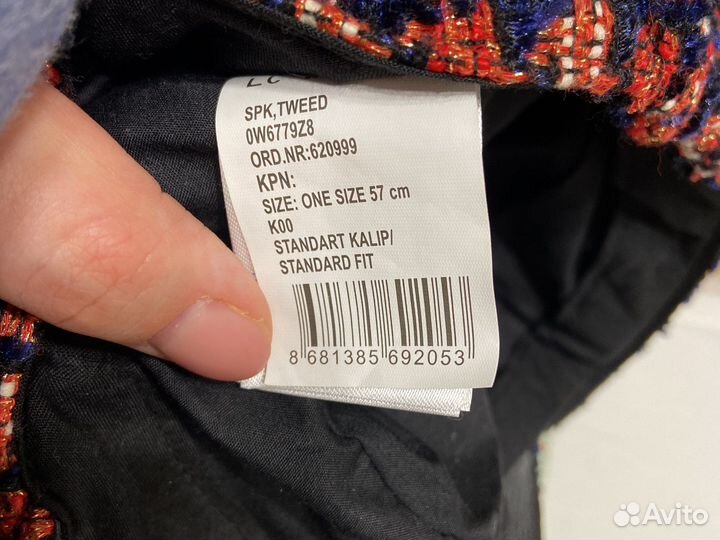 SPK,TWEED
0W6779Z8
ORD.NR:620999
KPN:
SIZE: ONE SIZE 57 cm
K00
STANDART KALIP/
STANDARD FIT
8 681385 692053
Avito